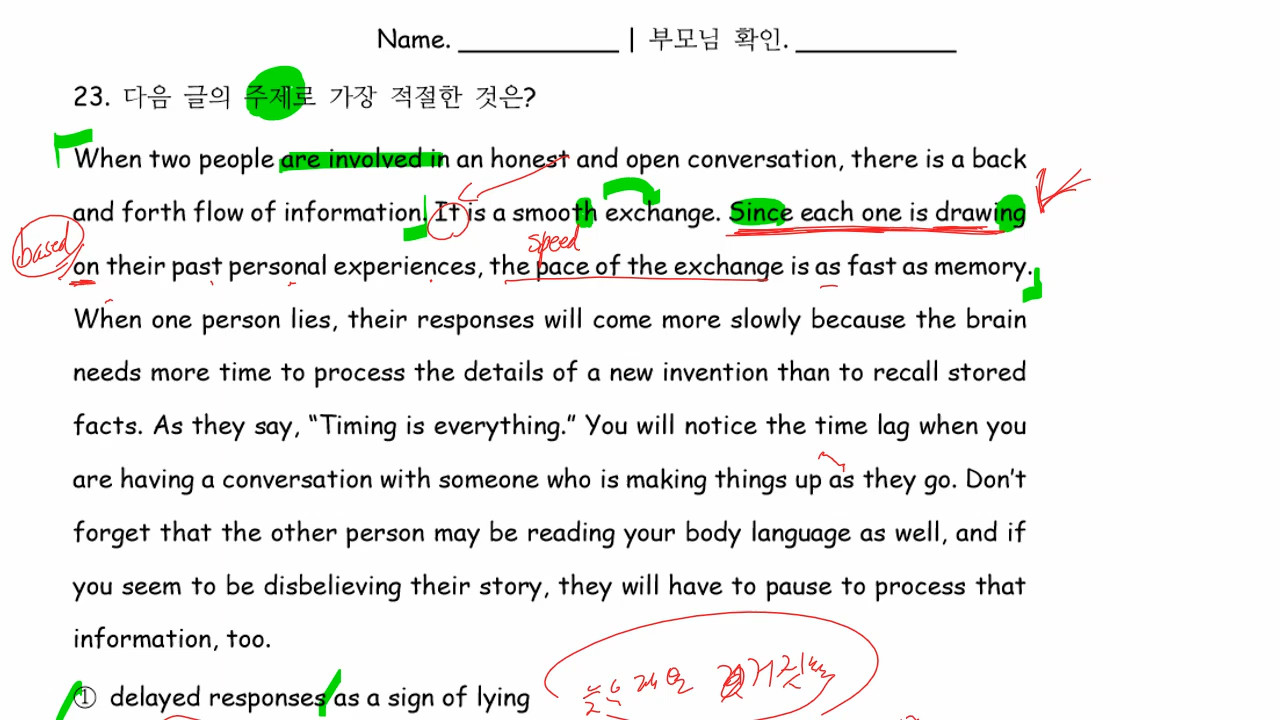 Name. ____________ | 부모님 확인. ____________
23. 다음 글의 주제로 가장 적절한 것은?
When two people are involved in an honest and open conversation, there is a back
and forth flow of information. It is a smooth exchange. Since each one is drawing
based
speed
on their past personal experiences, the pace of the exchange is as fast as memory.
When one person lies, their responses will come more slowly because the brain
needs more time to process the details of a new invention than to recall stored
facts. As they say, “Timing is everything.” You will notice the time lag when you
are having a conversation with someone who is making things up as they go. Don’t
forget that the other person may be reading your body language as well, and if
you seem to be disbelieving their story, they will have to pause to process that
information, too.
① delayed responses as a sign of lying